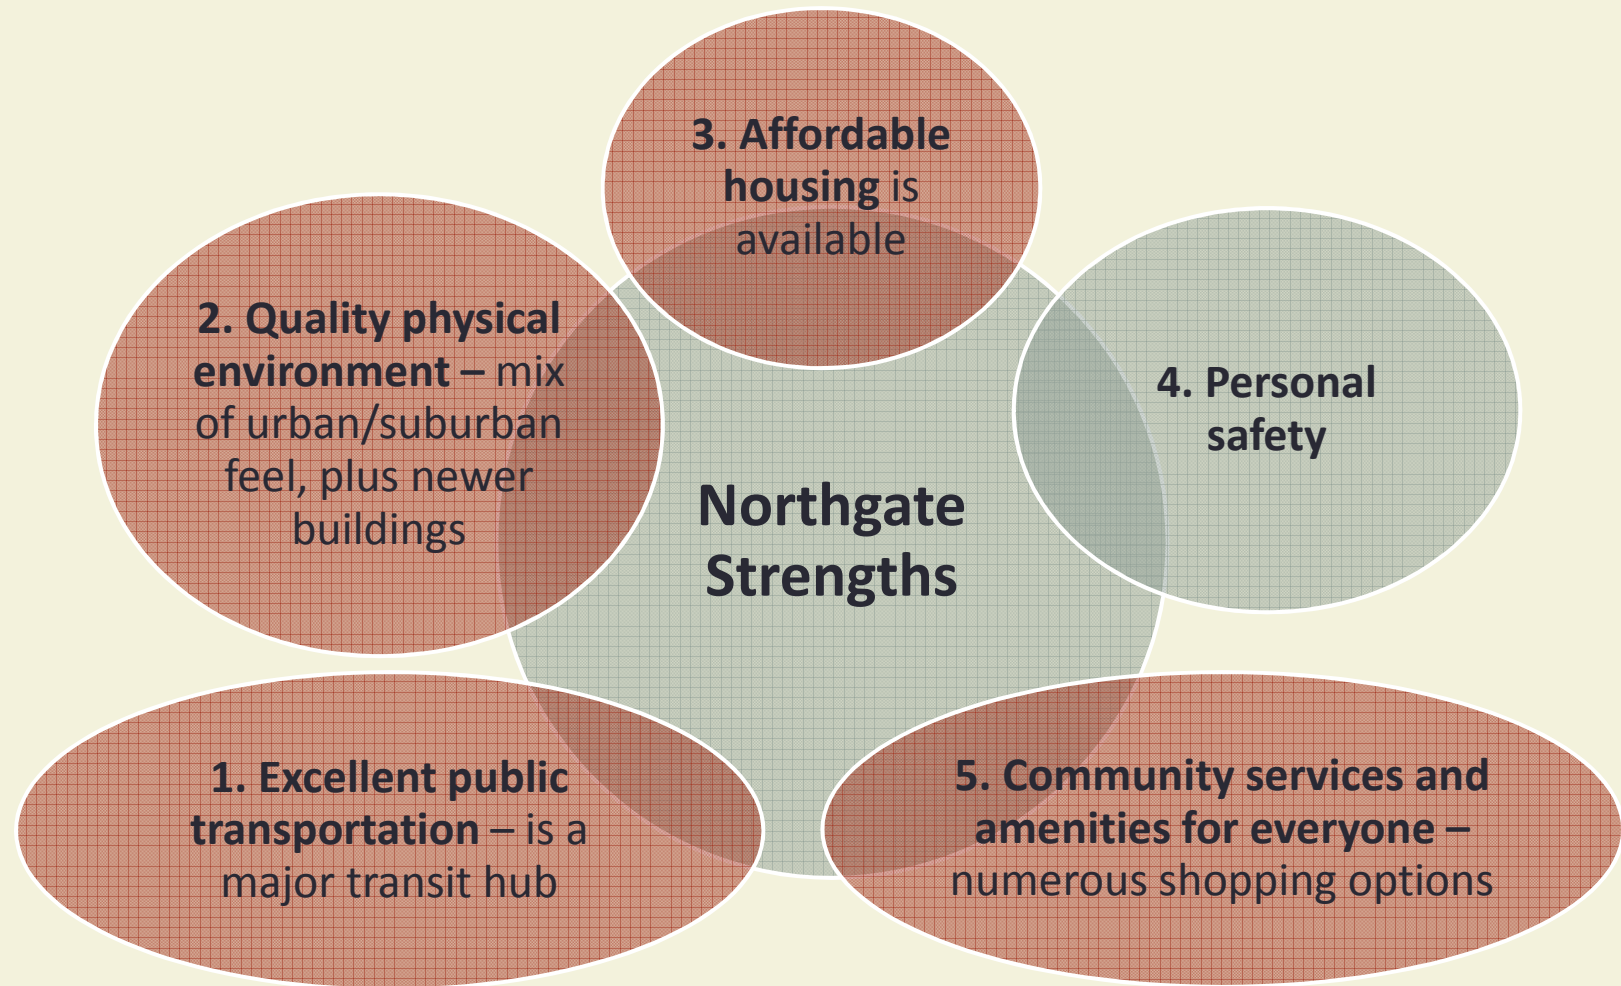 3. Affordable
housing is
available
2. Quality physical
environment – mix
of urban/suburban
feel, plus newer
buildings
4. Personal
safety
Northgate
Strengths
1. Excellent public
transportation – is a
major transit hub
5. Community services and
amenities for everyone –
numerous shopping options